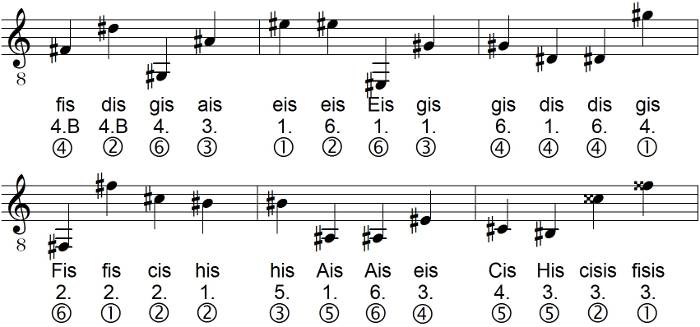 8
fis dis gis ais eis eis Eis gis gis dis dis gis
4.B 4.B 4. 3. 1. 6. 1. 1. 4. 1. 6. 4.
④ ② ⑥ ③ ① ② ⑥ ③ ④ ④ ④ ①
8
Fis fis cis his his Ais Ais eis Cis His cisis fisis
2. 2. 2. 1. 5. 1. 6. 3. 4. 3. 3. 3.
⑥ ① ② ② ③ ⑤ ⑥ ④ ⑤ ⑤ ② ①